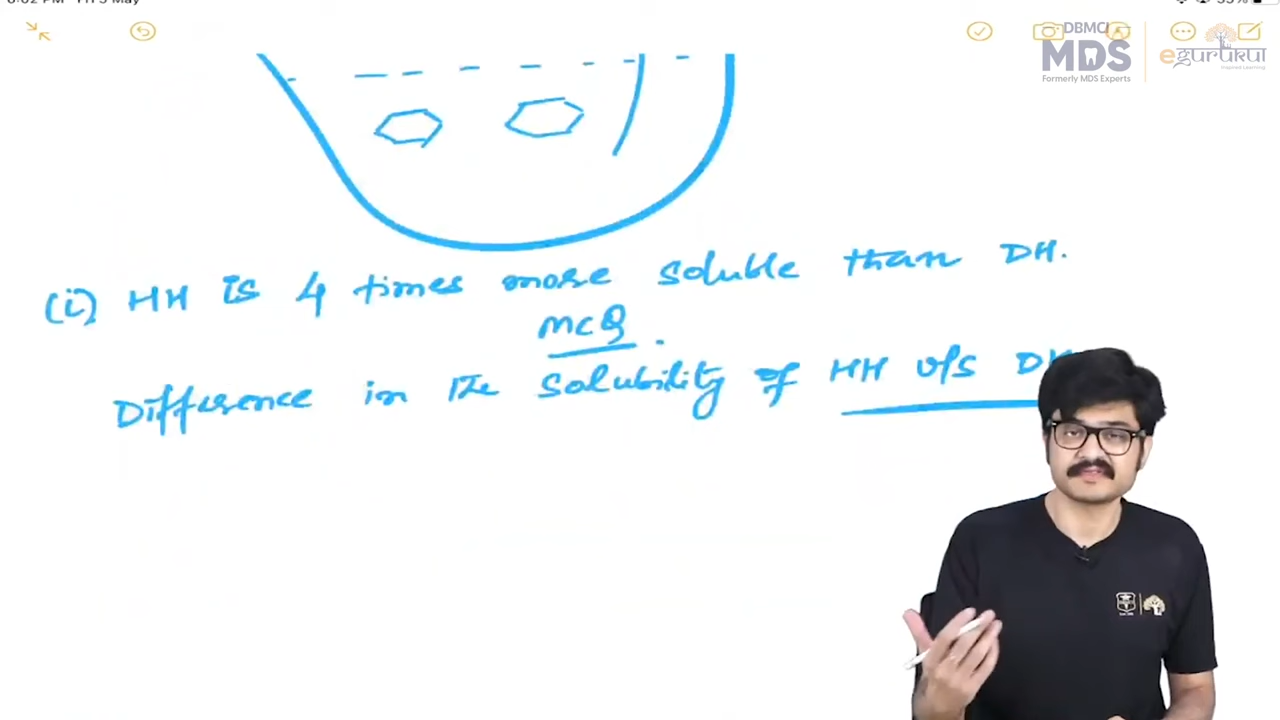 DBMCI
MDS
Formerly MDS Experts
egurukul
(i) HH is 4 times more soluble than DH.
MCQ.
Difference in the solubility of HH v/s